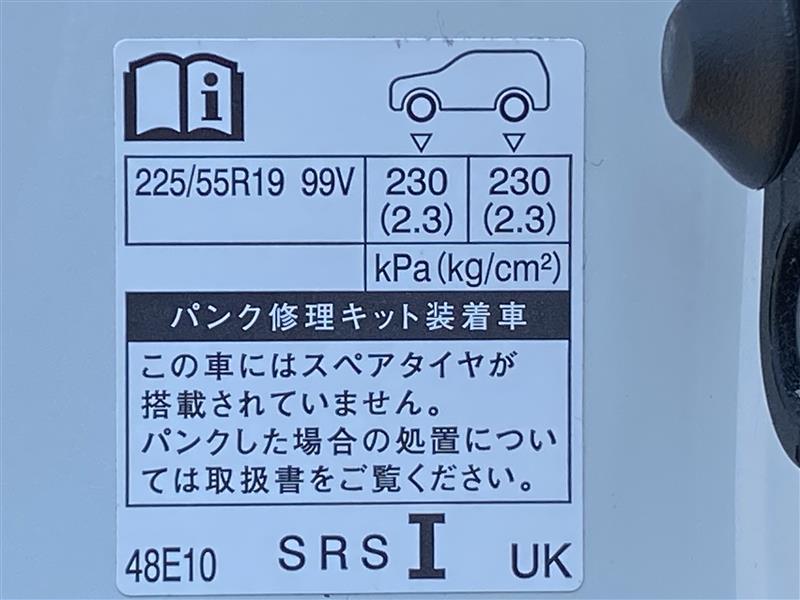 i
225/55R19 99V 230 230
(2.3) (2.3)
kPa(kg/cm²)
パンク修理キット装着車
この車にはスペアタイヤが
搭載されていません。
パンクした場合の処置につい
ては取扱書をご覧ください。
48E10 SRS I UK